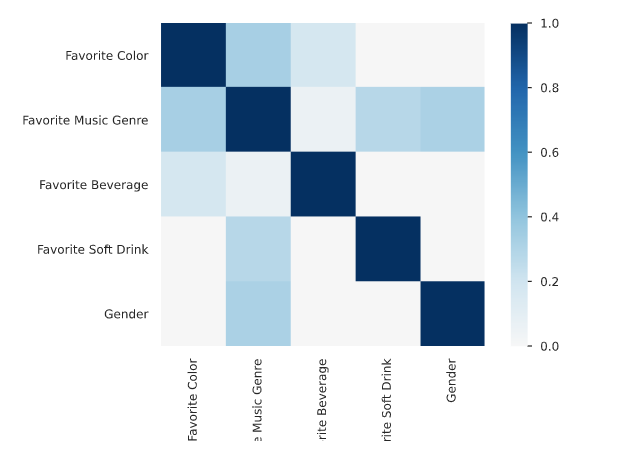 Favorite Color
Favorite Music Genre
Favorite Beverage
Favorite Soft Drink
Gender
Favorite Color
e Music Genre
rite Beverage
rite Soft Drink
Gender
1.0
0.8
0.6
0.4
0.2
0.0